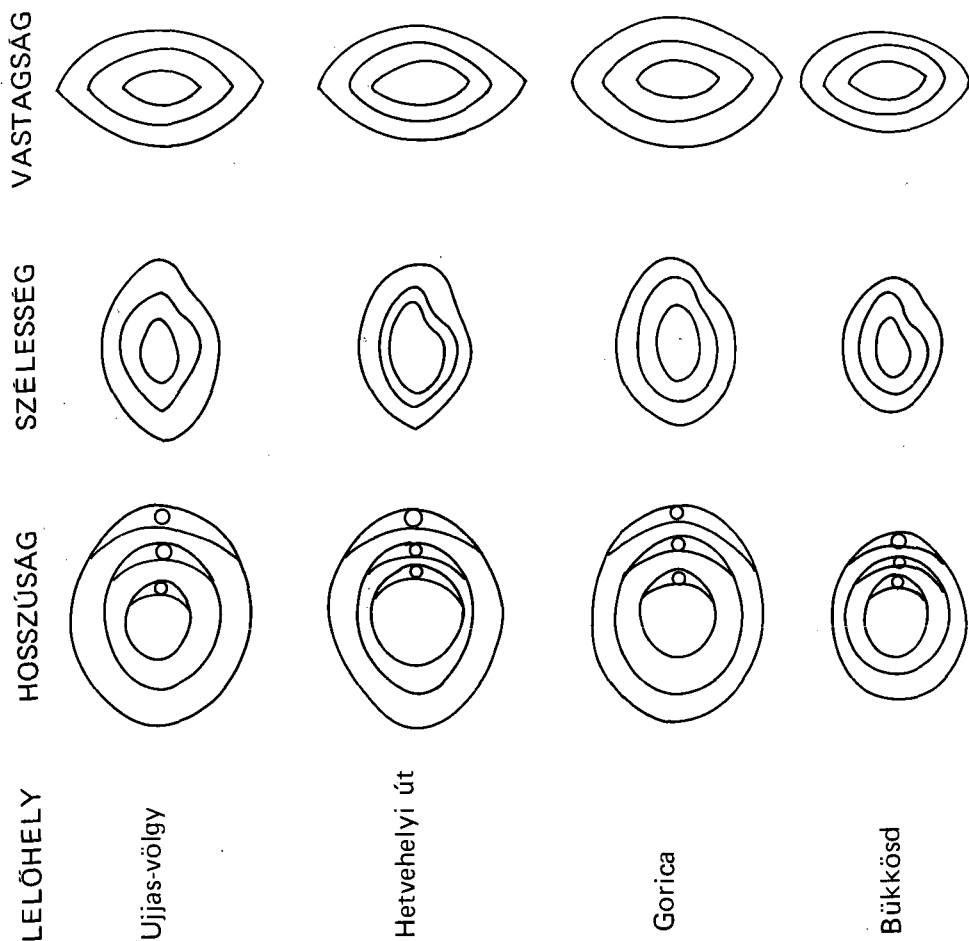 LELŐHELY HOSSZÚSÁG SZÉLESSÉG VASTAGSÁG
Ujjas-völgy
Hetvehelyi út
Gorica
Bükkösd